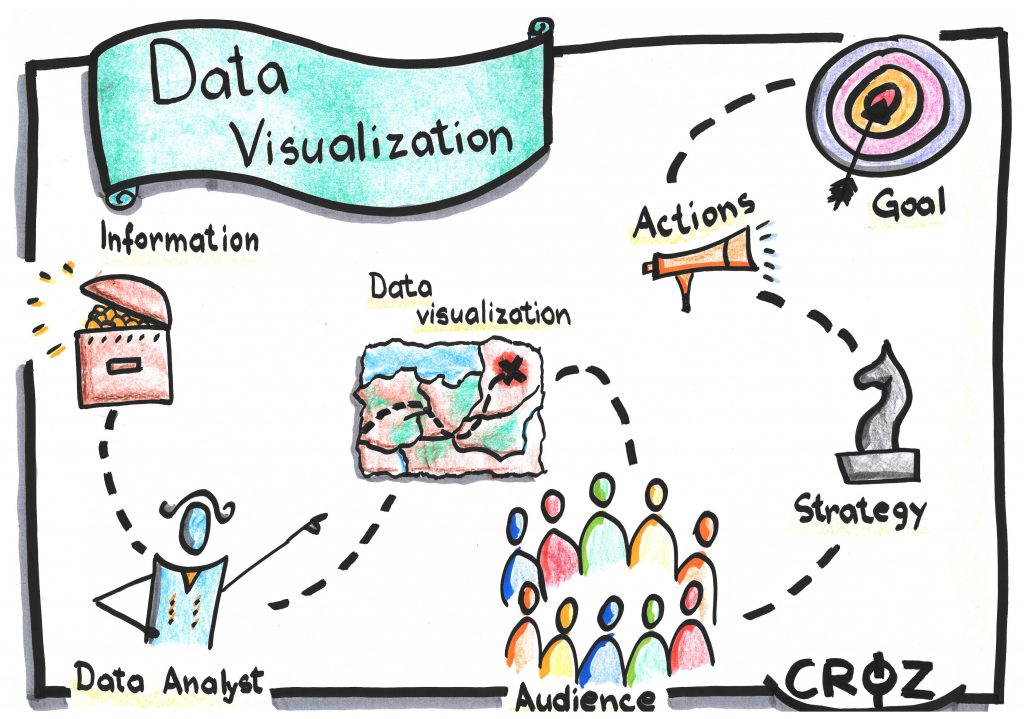 Data
Visualization
Information
Data
visualization
Actions
Goal
Strategy
Data Analyst
Audience
CROZ